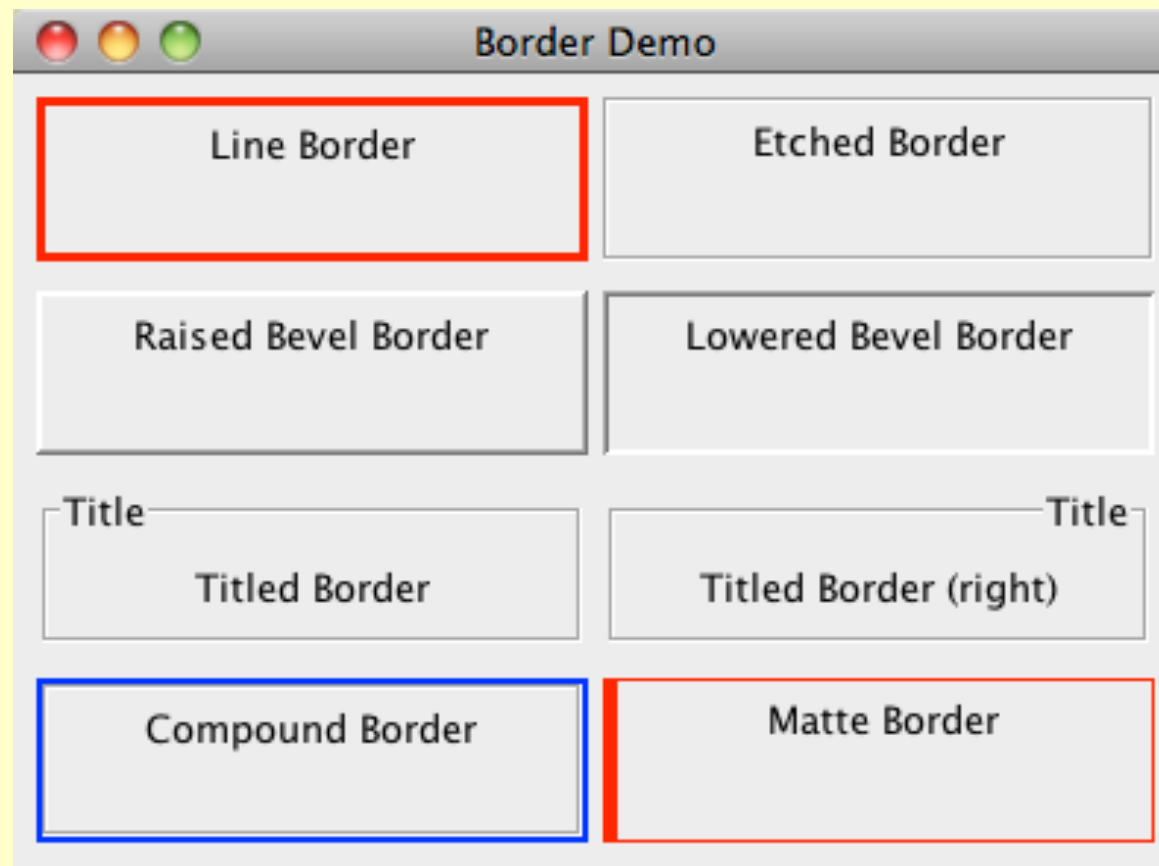 Border Demo
Line Border
Etched Border
Raised Bevel Border
Lowered Bevel Border
Title
Title
Titled Border
Titled Border (right)
Compound Border
Matte Border